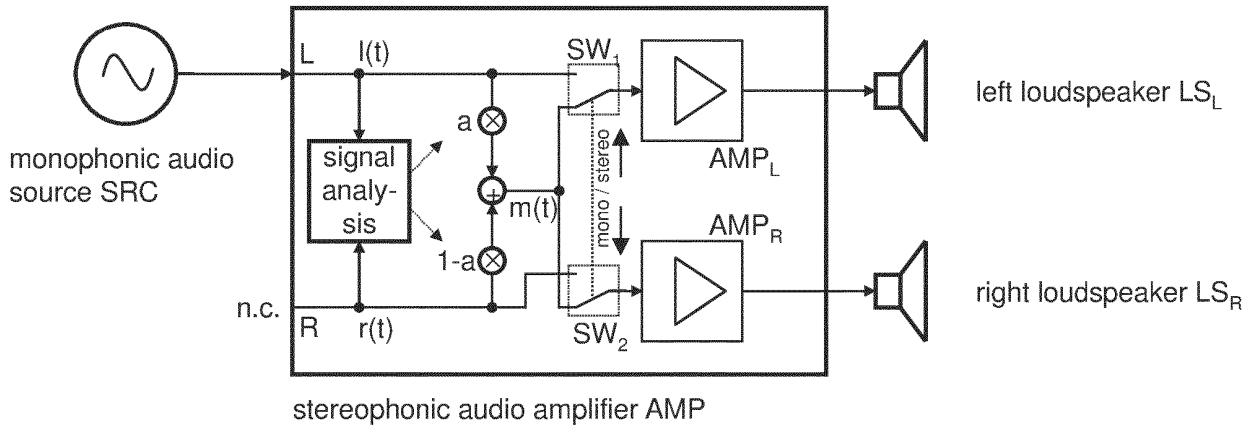 L
l(t)
SW1
left loudspeaker LSL
a
monophonic audio
source SRC
signal
analy-
sis
+
m(t)
mono / stereo
AMPL
AMPR
1-a
n.c.
R
r(t)
SW2
right loudspeaker LSR
stereophonic audio amplifier AMP